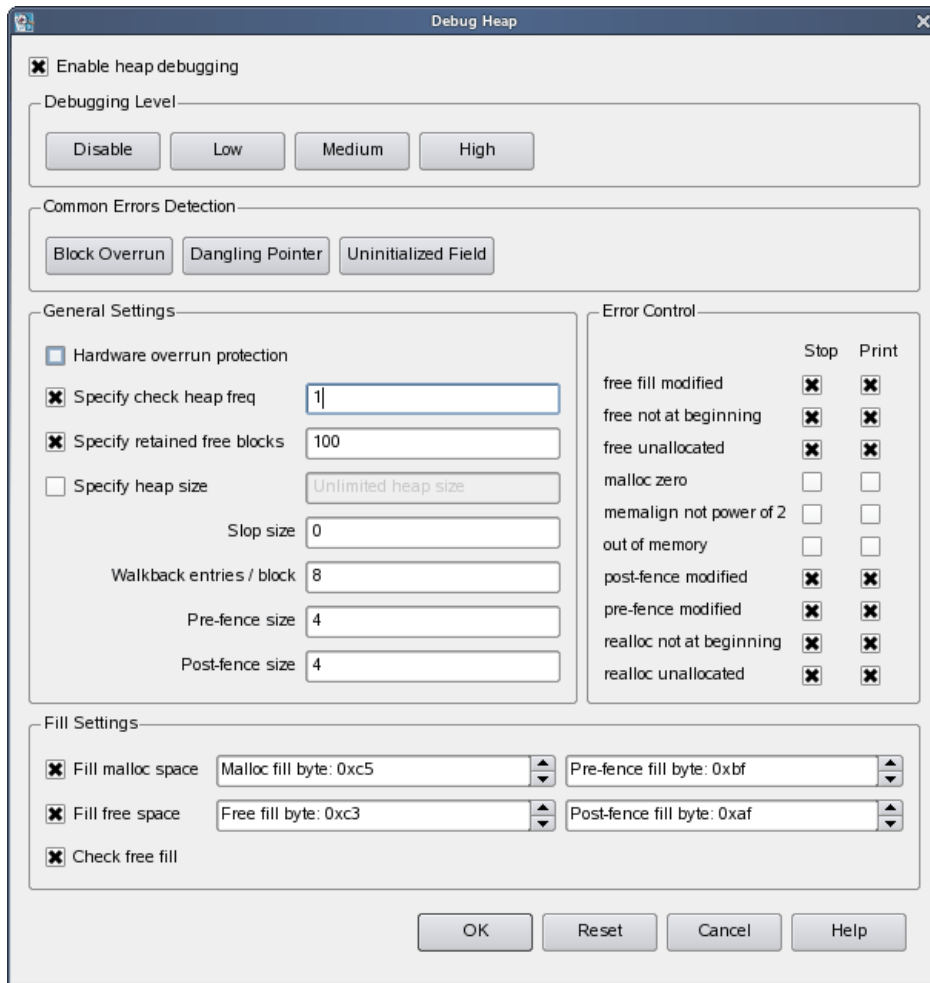 Debug Heap
Enable heap debugging
Debugging Level
Disable Low Medium High
Common Errors Detection
Block Overrun Dangling Pointer Uninitialized Field
General Settings
Hardware overrun protection
Specify check heap freq 1
Specify retained free blocks 100
Specify heap size Unlimited heap size
Slop size 0
Walkback entries / block 8
Pre-fence size 4
Post-fence size 4
Error Control
Stop Print
free fill modified
free not at beginning
free unallocated
malloc zero
memalign not power of 2
out of memory
post-fence modified
pre-fence modified
realloc not at beginning
realloc unallocated
Fill Settings
Fill malloc space Malloc fill byte: 0xc5 Pre-fence fill byte: 0xbf
Fill free space Free fill byte: 0xc3 Post-fence fill byte: 0xaf
Check free fill
OK Reset Cancel Help